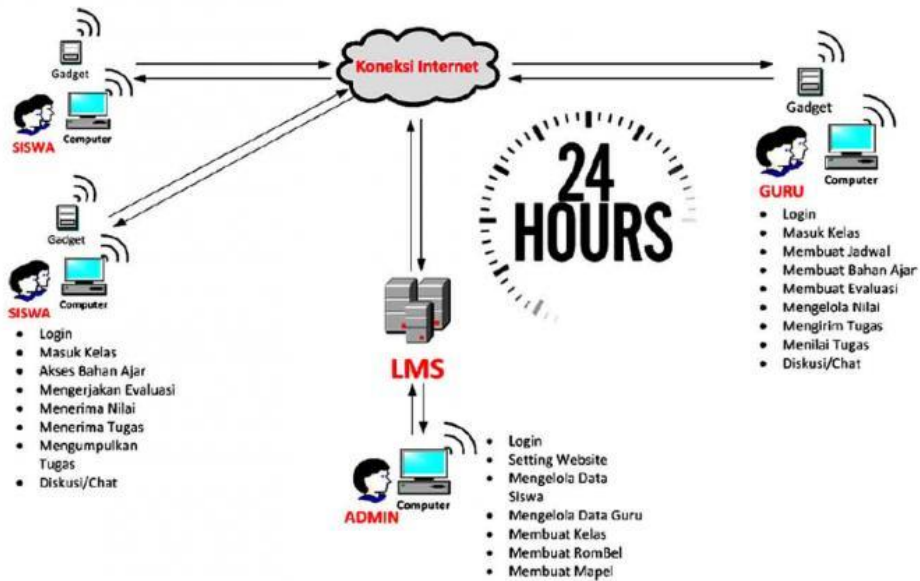 Koneksi Internet
Gadget
SISWA
Computer
Gadget
SISWA
Computer
• Login
• Masuk Kelas
• Akses Bahan Ajar
• Mengerjakan Evaluasi
• Menerima Nilai
• Menerima Tugas
• Mengumpulkan
Tugas
• Diskusi/Chat
24
HOURS
LMS
ADMIN
Computer
• Login
• Setting Website
• Mengelola Data
Siswa
• Mengelola Data Guru
• Membuat Kelas
• Membuat RomBel
• Membuat Mapel
Gadget
GURU
Computer
• Login
• Masuk Kelas
• Membuat Jadwal
• Membuat Bahan Ajar
• Membuat Evaluasi
• Mengelola Nilai
• Mengirim Tugas
• Menilai Tugas
• Diskusi/Chat